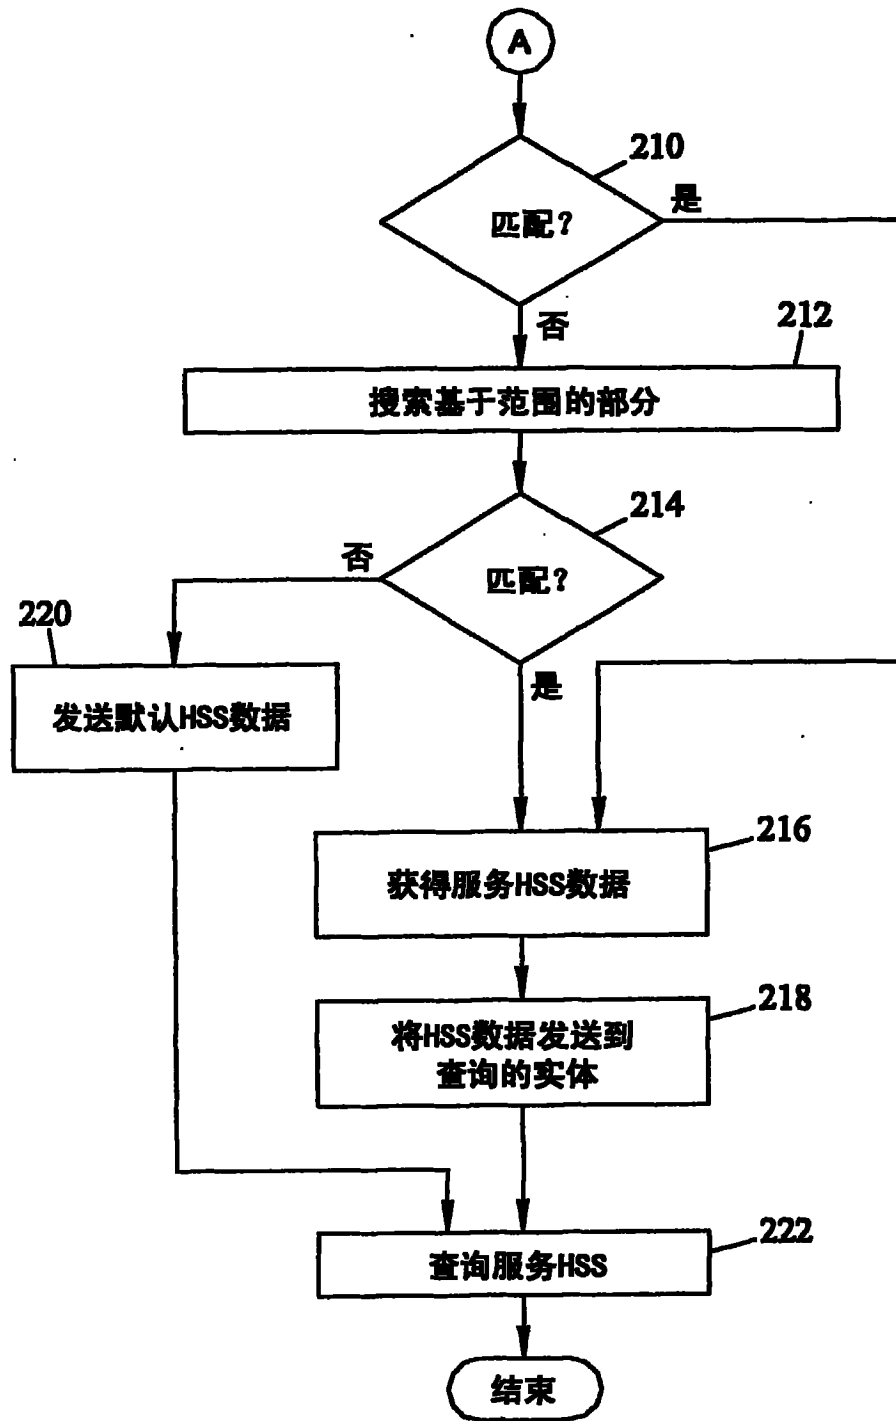 A
210
匹配？
是
否
212
搜索基于范围的部分
214
匹配？
否
是
220
发送默认HSS数据
216
获得服务HSS数据
218
将HSS数据发送到
查询的实体
222
查询服务HSS
结束